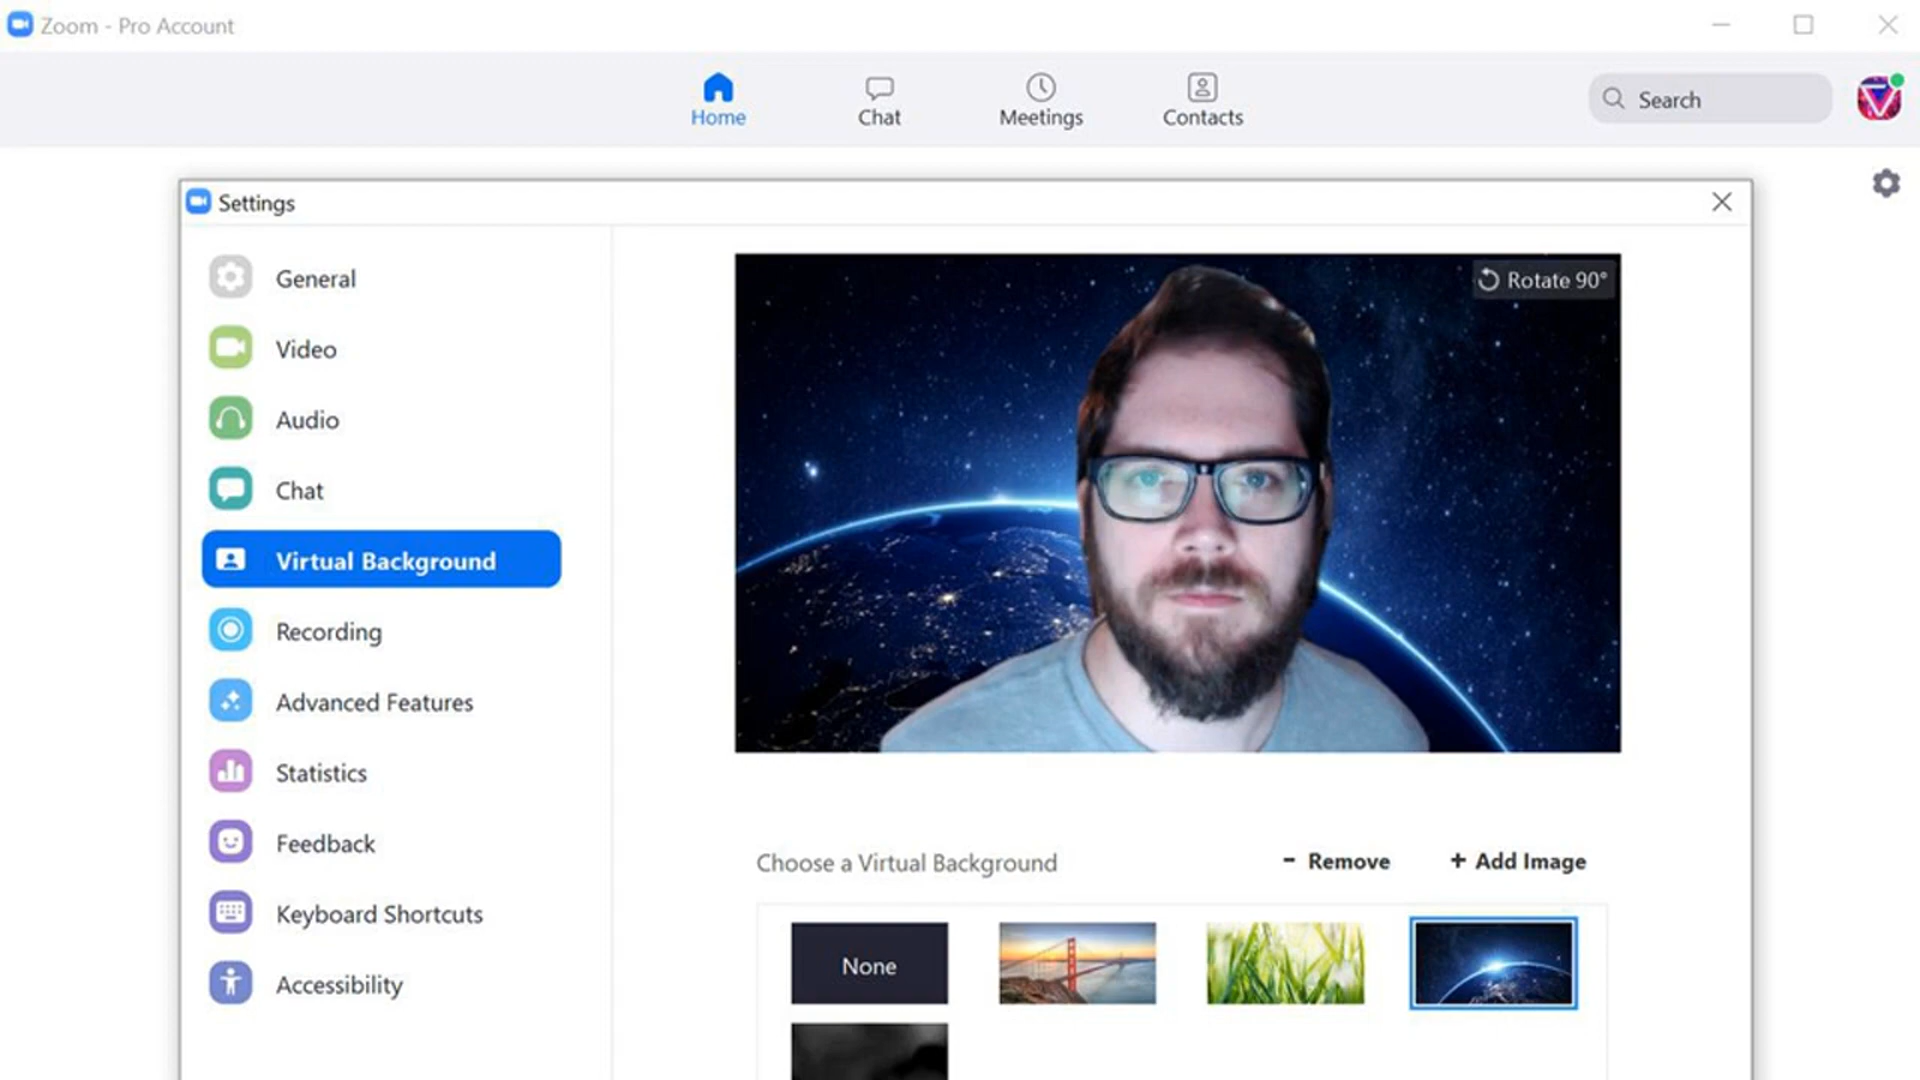 Zoom - Pro Account
Home
Chat
Meetings
Contacts
Search
Settings
General
Video
Audio
Chat
Virtual Background
Recording
Advanced Features
Statistics
Feedback
Keyboard Shortcuts
Accessibility
Rotate 90°
Choose a Virtual Background
- Remove
+ Add Image
None